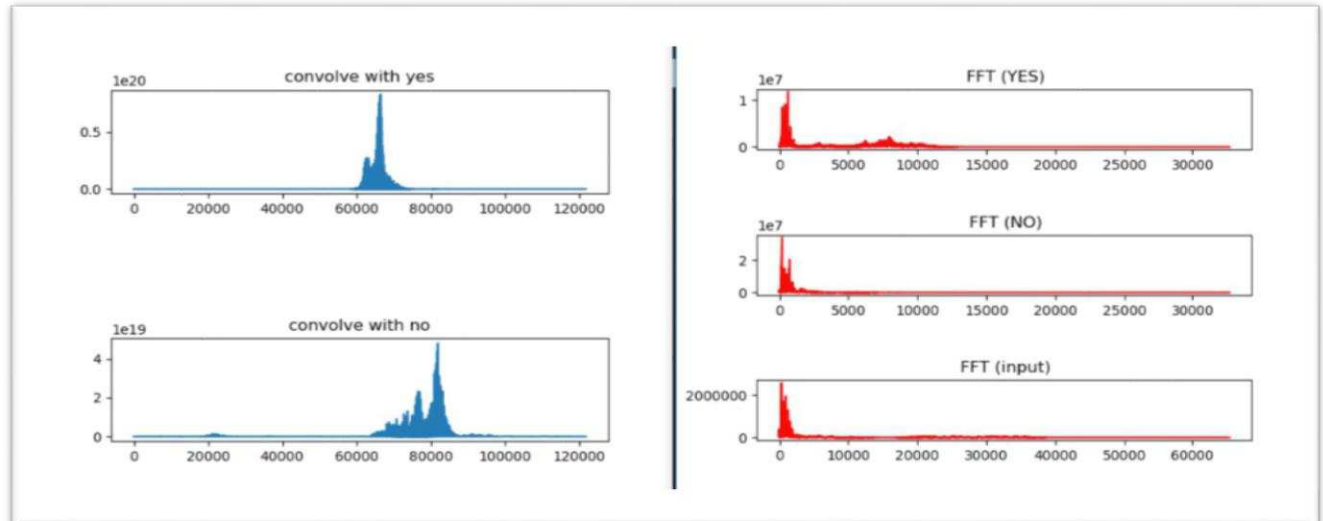 convolve with yes
1e20
0.5
0.0
0 20000 40000 60000 80000 100000 120000
convolve with no
1e19
4
2
0
0 20000 40000 60000 80000 100000 120000
FFT (YES)
1e7
1
0
0 5000 10000 15000 20000 25000 30000
FFT (NO)
1e7
2
0
0 5000 10000 15000 20000 25000 30000
FFT (input)
2000000
0
0 10000 20000 30000 40000 50000 60000